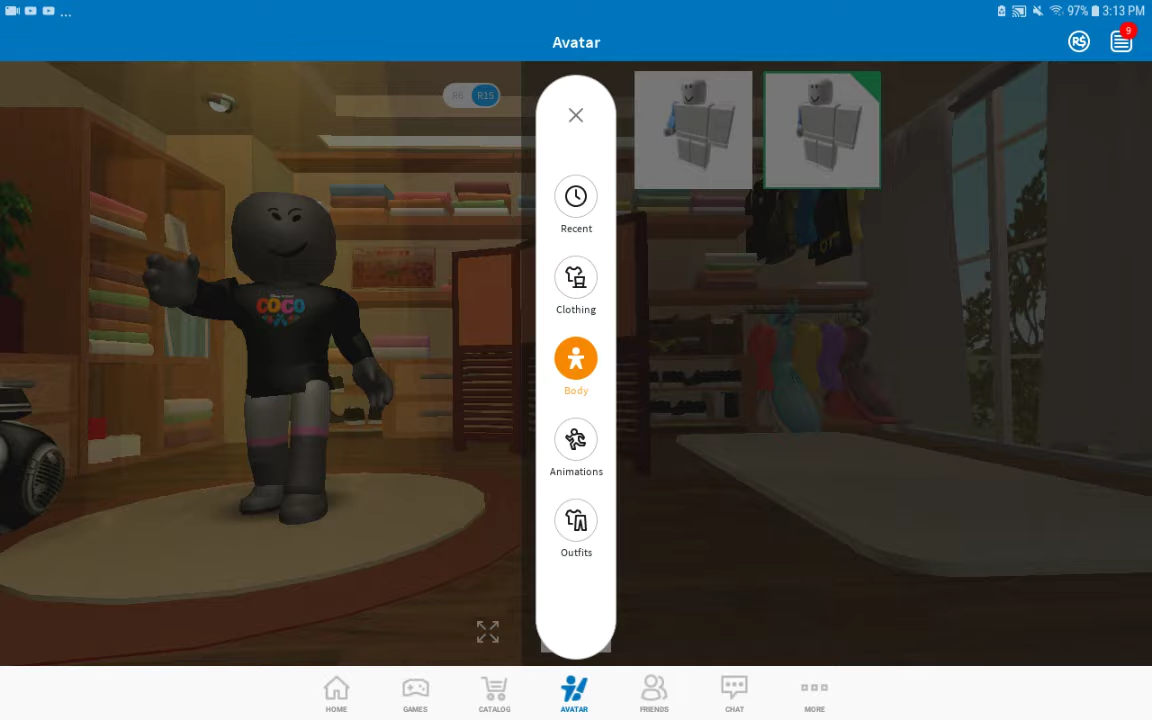 ... 97% 3:13 PM
Avatar
R$ 9
R6 R15
COCO
Recent
Clothing
Body
Animations
Outfits
HOME GAMES CATALOG AVATAR FRIENDS CHAT MORE